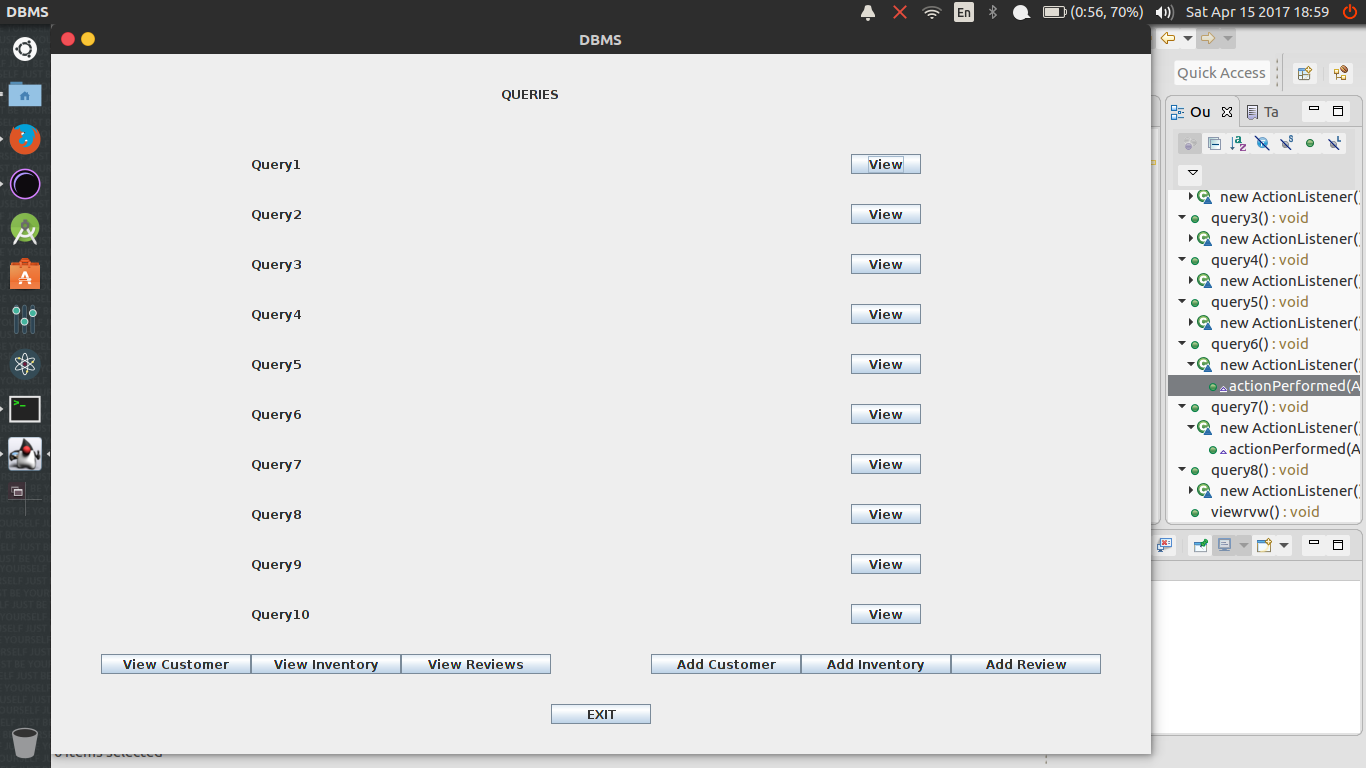 DBMS
En
(0:56, 70%)
Sat Apr 15 2017 18:59
DBMS
QUERIES
Query1 View
Query2 View
Query3 View
Query4 View
Query5 View
Query6 View
Query7 View
Query8 View
Query9 View
Query10 View
View Customer View Inventory View Reviews Add Customer Add Inventory Add Review
EXIT
Quick Access
Ou Ta
new ActionListener()
query3() : void
new ActionListener()
query4() : void
new ActionListener()
query5() : void
new ActionListener()
query6() : void
new ActionListener()
actionPerformed(A
query7() : void
new ActionListener()
actionPerformed(A
query8() : void
new ActionListener()
viewrvw() : void
items selected